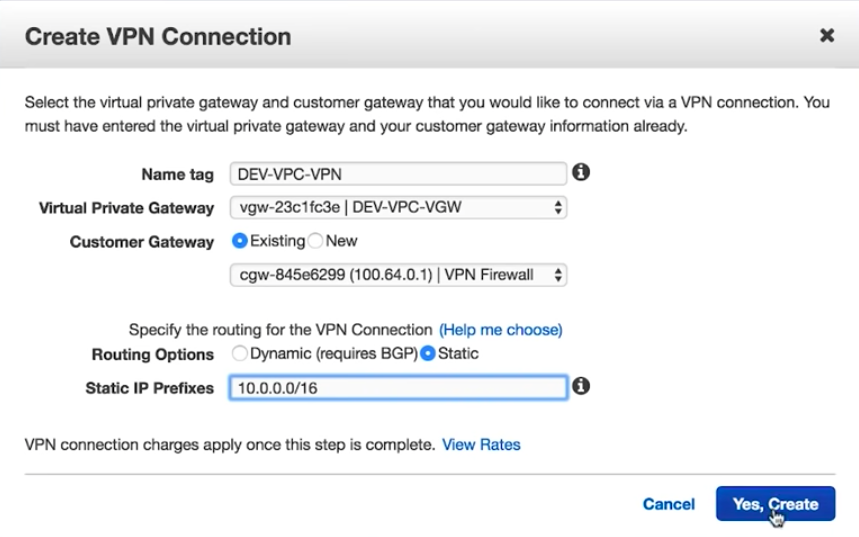 Create VPN Connection
Select the virtual private gateway and customer gateway that you would like to connect via a VPN connection. You
must have entered the virtual private gateway and your customer gateway information already.
Name tag DEV-VPC-VPN
Virtual Private Gateway vgw-23c1fc3e | DEV-VPC-VGW
Customer Gateway Existing New
cgw-845e6299 (100.64.0.1) | VPN Firewall
Specify the routing for the VPN Connection (Help me choose)
Routing Options Dynamic (requires BGP) Static
Static IP Prefixes 10.0.0.0/16
VPN connection charges apply once this step is complete. View Rates
Cancel Yes, Create